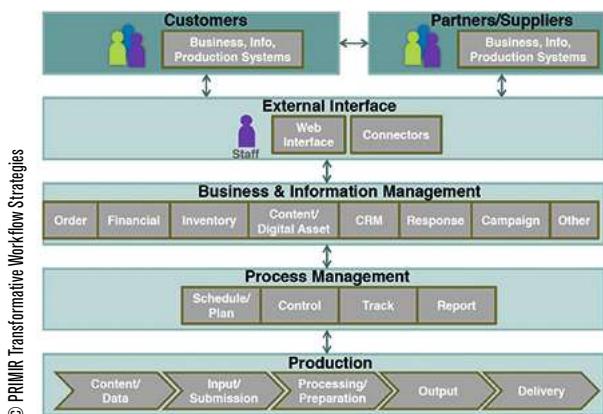 Customers
Business, Info,
Production Systems
Partners/Suppliers
Business, Info,
Production Systems
External Interface
Staff
Web
Interface
Connectors
Business & Information Management
Order
Financial
Inventory
Content/
Digital Asset
CRM
Response
Campaign
Other
Process Management
Schedule/
Plan
Control
Track
Report
Production
Content/
Data
Input/
Submission
Processing/
Preparation
Output
Delivery
© PRIMIR Transformative Workflow Strategies